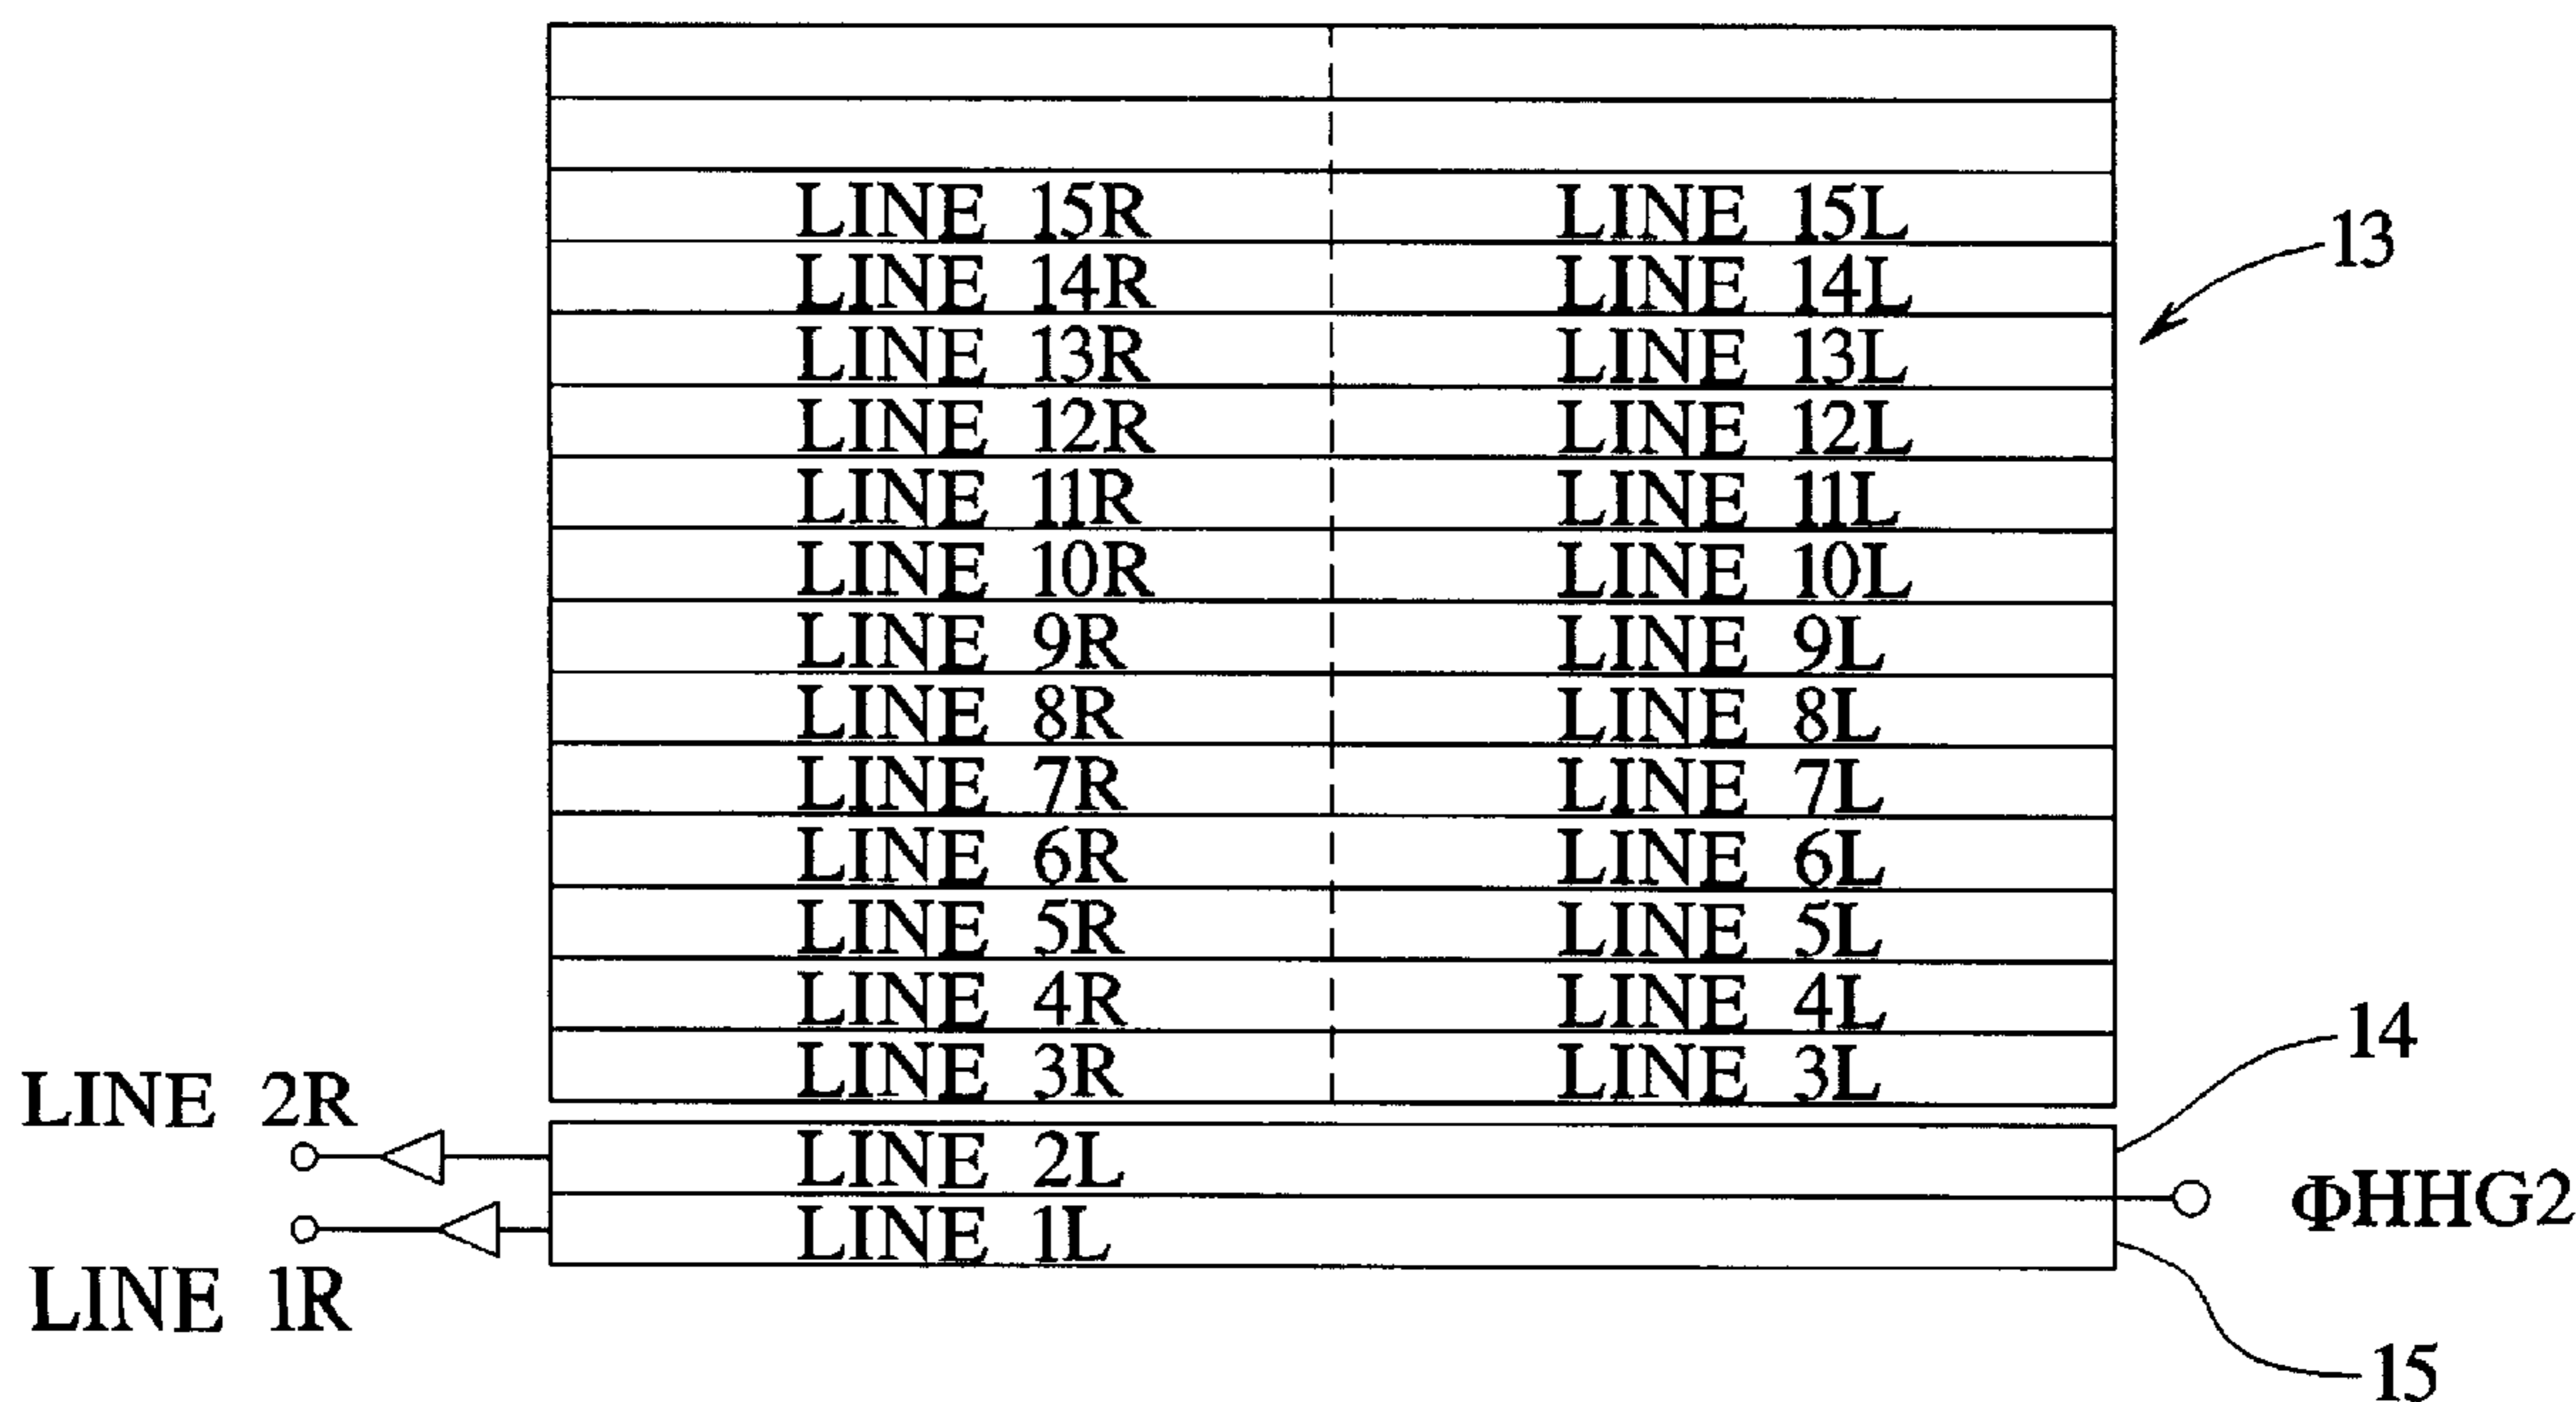 LINE 15R LINE 15L
13
LINE 14R LINE 14L
LINE 13R LINE 13L
LINE 12R LINE 12L
LINE 11R LINE 11L
LINE 10R LINE 10L
LINE 9R LINE 9L
LINE 8R LINE 8L
LINE 7R LINE 7L
LINE 6R LINE 6L
LINE 5R LINE 5L
LINE 4R LINE 4L
14
LINE 3R LINE 3L
LINE 2R
LINE 2L
ΦHHG2
LINE 1L
LINE 1R
15